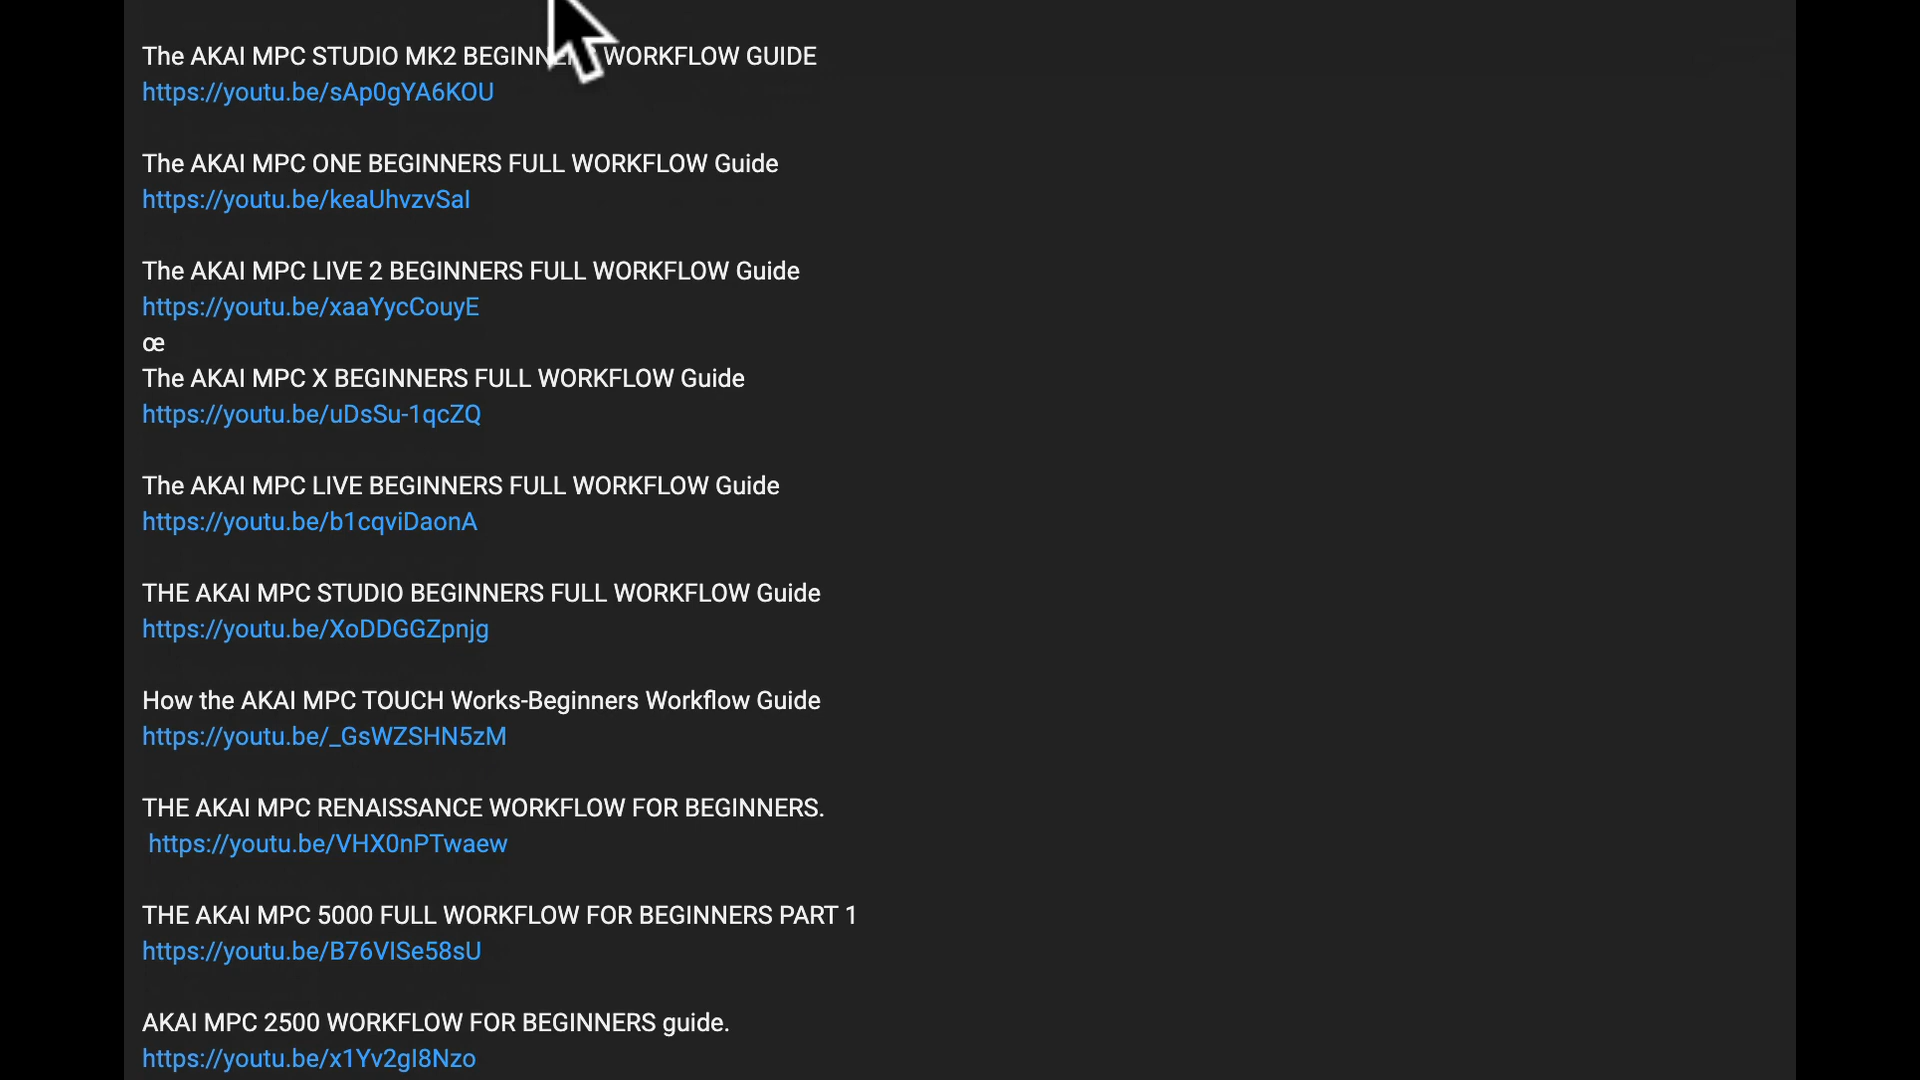 The AKAI MPC STUDIO MK2 BEGINNERS WORKFLOW GUIDE
https://youtu.be/sAp0gYA6KOU
The AKAI MPC ONE BEGINNERS FULL WORKFLOW Guide
https://youtu.be/keaUhvzvSaI
The AKAI MPC LIVE 2 BEGINNERS FULL WORKFLOW Guide
https://youtu.be/xaaYycCouyE
œ
The AKAI MPC X BEGINNERS FULL WORKFLOW Guide
https://youtu.be/uDsSu-1qcZQ
The AKAI MPC LIVE BEGINNERS FULL WORKFLOW Guide
https://youtu.be/b1cqviDaonA
THE AKAI MPC STUDIO BEGINNERS FULL WORKFLOW Guide
https://youtu.be/XoDDGGZpnjg
How the AKAI MPC TOUCH Works-Beginners Workflow Guide
https://youtu.be/_GsWZSHN5zM
THE AKAI MPC RENAISSANCE WORKFLOW FOR BEGINNERS.
https://youtu.be/VHX0nPTwaew
THE AKAI MPC 5000 FULL WORKFLOW FOR BEGINNERS PART 1
https://youtu.be/B76VlSe58sU
AKAI MPC 2500 WORKFLOW FOR BEGINNERS guide.
https://youtu.be/x1Yv2gI8Nzo